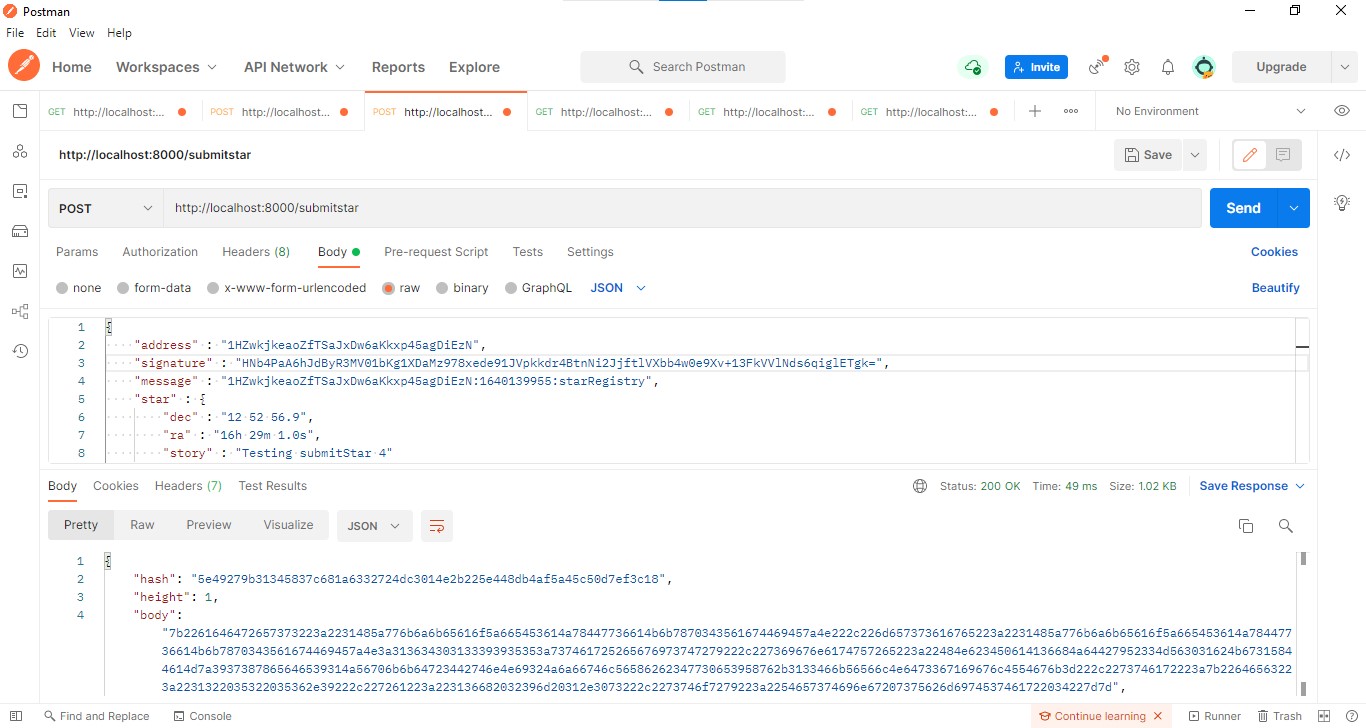 Postman
File Edit View Help
Home Workspaces API Network Reports Explore Search Postman Invite Upgrade
GET http://localhost:... POST http://localhost:... POST http://localhost... GET http://localhost:... GET http://localhost:... GET http://localhost:... No Environment
http://localhost:8000/submitstar Save
POST http://localhost:8000/submitstar Send
Params Authorization Headers (8) Body Pre-request Script Tests Settings Cookies
none form-data x-www-form-urlencoded raw binary GraphQL JSON Beautify
1 {
2 "address" : "1HZwkjkeaoZfTSaJxDw6aKkxp45agDiEzN",
3 "signature" : "HNb4PaA6hJdByR3MV01bKg1XDaMz978xede91JVpkkdr4BtnNi2JjftlVXbb4w0e9Xv+13FkVVlNds6qiglETgk=",
4 "message" : "1HZwkjkeaoZfTSaJxDw6aKkxp45agDiEzN:1640139955:starRegistry",
5 "star" : {
6 "dec" : "12 52 56.9",
7 "ra" : "16h 29m 1.0s",
8 "story" : "Testing submitStar 4"
Body Cookies Headers (7) Test Results Status: 200 OK Time: 49 ms Size: 1.02 KB Save Response
Pretty Raw Preview Visualize JSON
1 {
2 "hash": "5e49279b31345837c681a6332724dc3014e2b225e448db4af5a45c50d7ef3c18",
3 "height": 1,
4 "body":
"7b2261646472657373223a2231485a776b6a6b65616f5a665453614a78447736614b6b7870343561674469457a4e222c226d657373616765223a2231485a776b6a6b65616f5a665453614a784477
36614b6b7870343561674469457a4e3a313634303133393935353a737461725265676973747279222c227369676e6174757265223a22484e623450614136684a64427952334d563031624b6731584
4614d7a3937387865646539314a56706b6b64723442746e4e69324a6a66746c565862623477306539​58762b3133466b56566c4e6473367169676c4554676b3d222c2273746172223a7b2264656322
3a223132203532203​5362e39222c227261223a223136682032396d20312e3073222c2273746f7279223a2254657374696e67207375626d697453746172​2034227d7d",
Find and Replace Console Continue learning Runner Trash